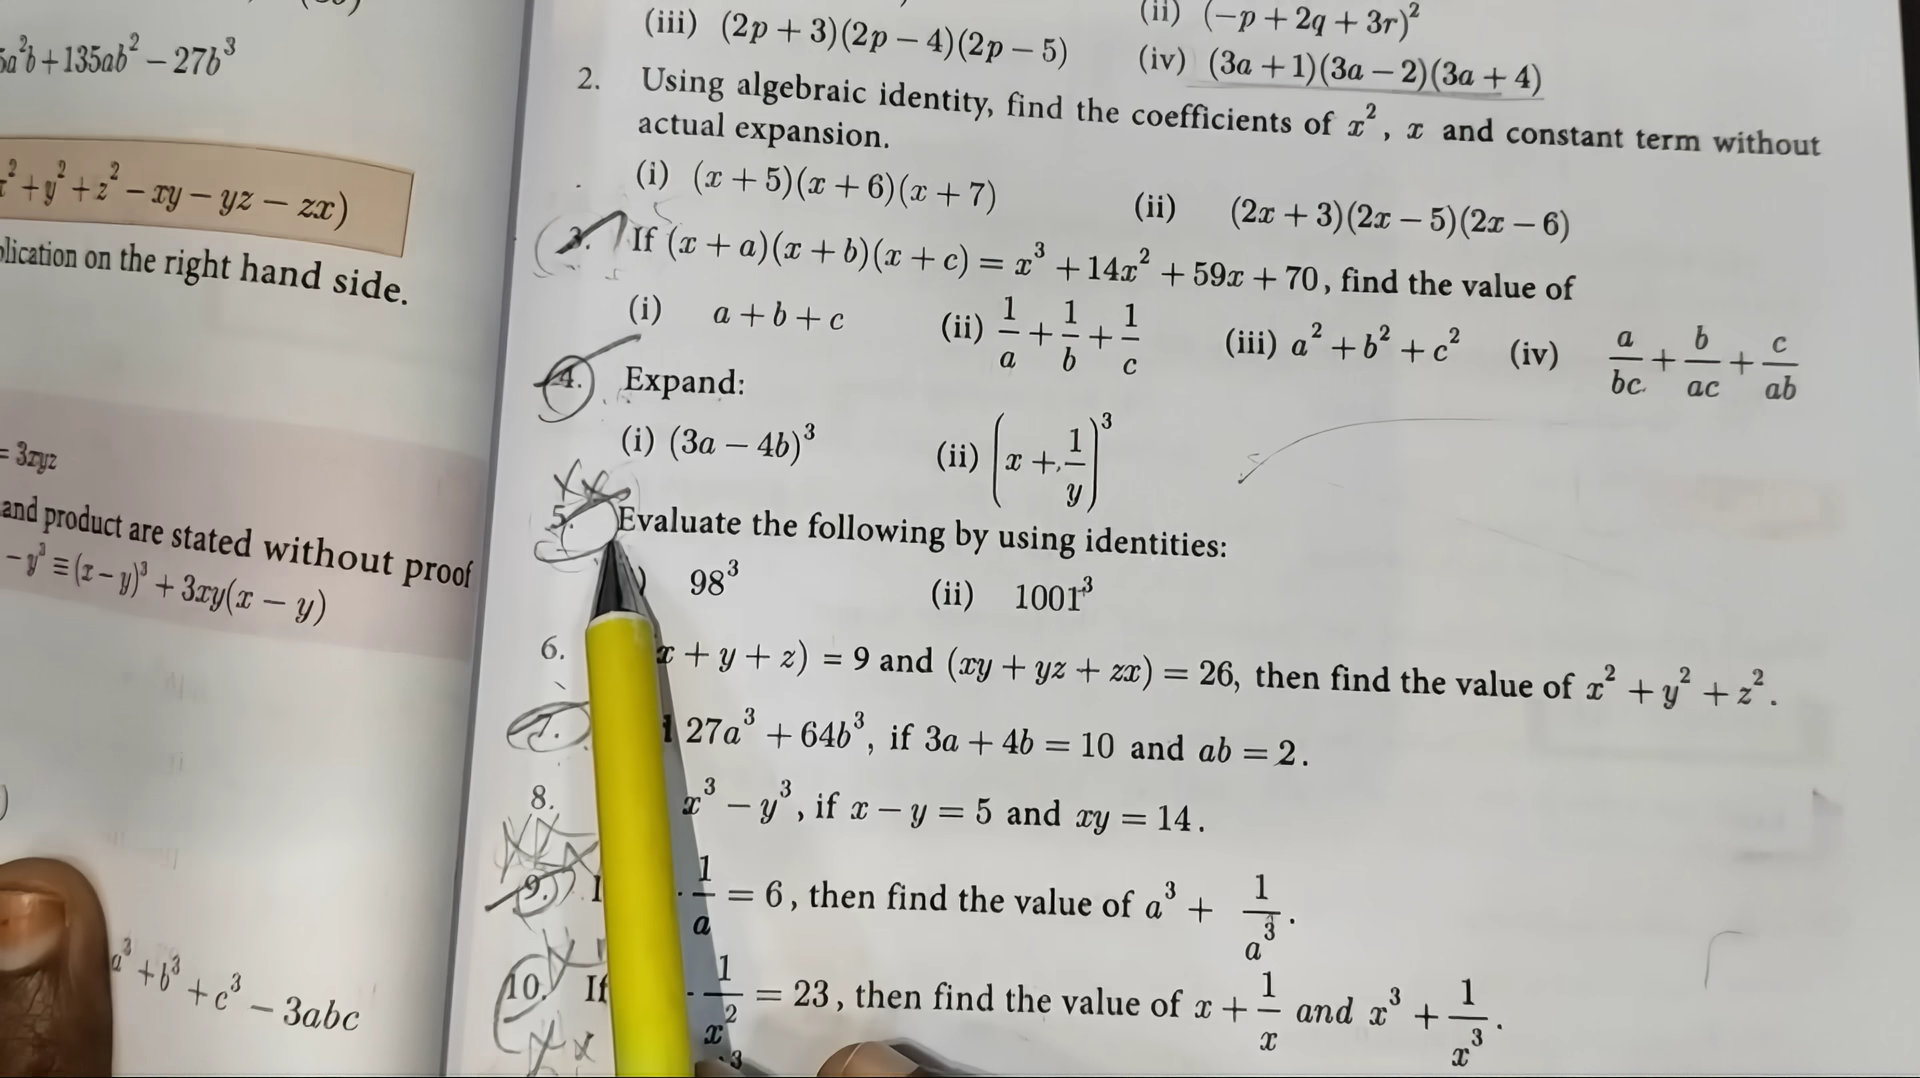 5a²b+135ab² − 27b³
x²+y²+z² − xy − yz − zx)
plication on the right hand side.
= 3xyz
and product are stated without proof
− y³ ≡ (x − y)³ + 3xy(x − y)
a³ + b³ + c³ − 3abc
(ii) (−p + 2q + 3r)²
(iii) (2p + 3)(2p − 4)(2p − 5) (iv) (3a + 1)(3a − 2)(3a + 4)
2. Using algebraic identity, find the coefficients of x², x and constant term without
actual expansion.
(i) (x + 5)(x + 6)(x + 7) (ii) (2x + 3)(2x − 5)(2x − 6)
3. If (x + a)(x + b)(x + c) = x³ + 14x² + 59x + 70, find the value of
(i) a + b + c (ii) 1/a + 1/b + 1/c (iii) a² + b² + c² (iv) a/bc + b/ac + c/ab
4. Expand:
(i) (3a − 4b)³ (ii) (x + 1/y)³
5. Evaluate the following by using identities:
98³ (ii) 1001³
6. x + y + z) = 9 and (xy + yz + zx) = 26, then find the value of x² + y² + z².
7. 27a³ + 64b³, if 3a + 4b = 10 and ab = 2.
8. x³ − y³, if x − y = 5 and xy = 14.
9. 1/a = 6, then find the value of a³ + 1/a³.
10. If 1/x² = 23, then find the value of x + 1/x and x³ + 1/x³.